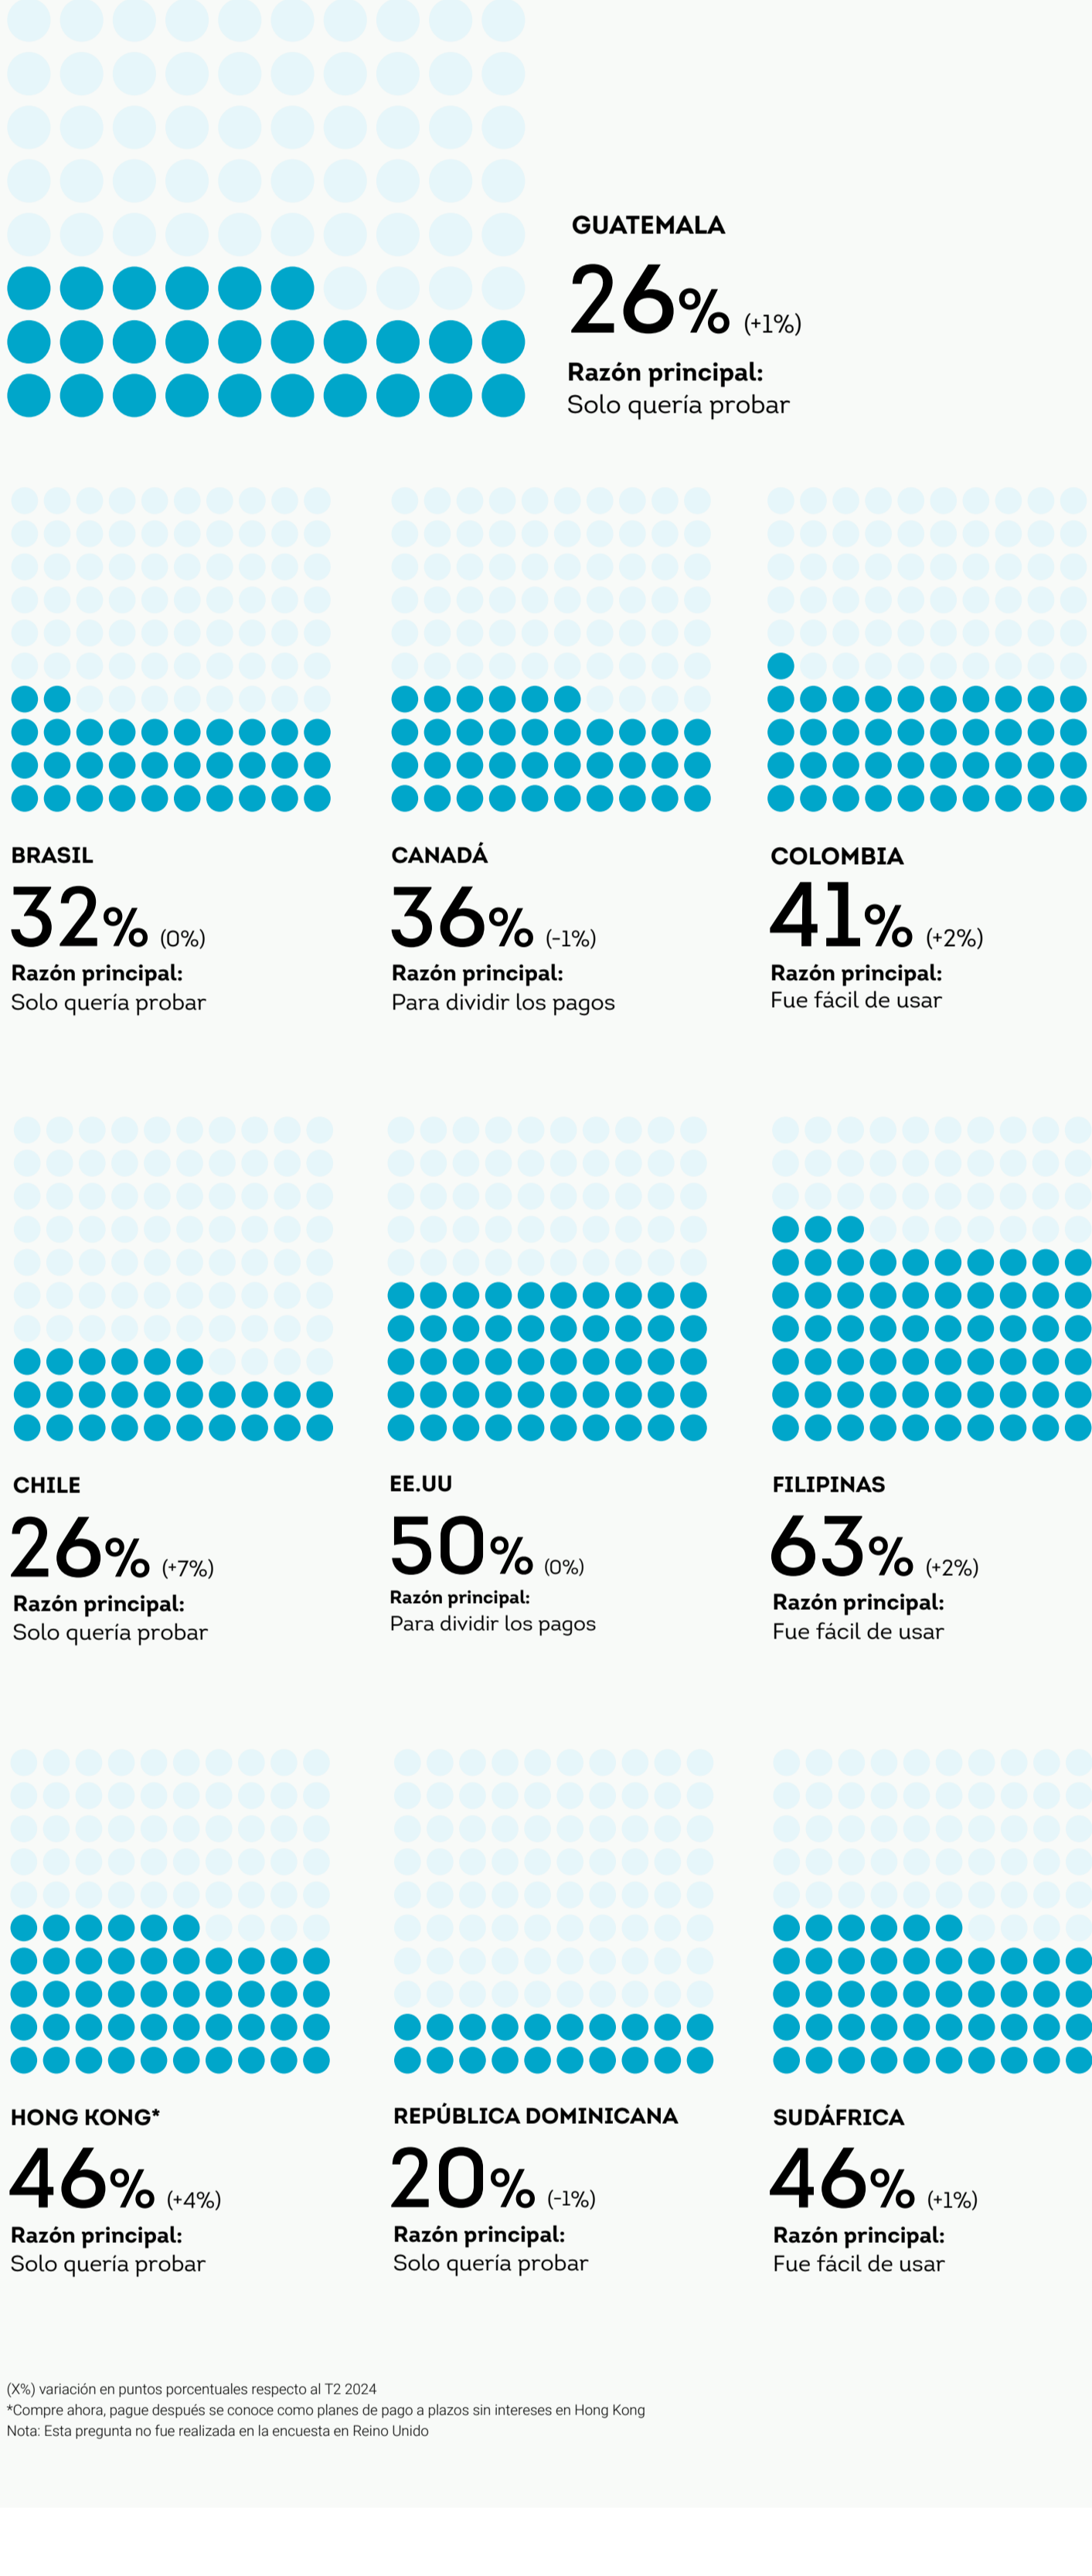 GUATEMALA
26% (+1%)
Razón principal:
Solo quería probar
BRASIL
32% (0%)
Razón principal:
Solo quería probar
CANADÁ
36% (-1%)
Razón principal:
Para dividir los pagos
COLOMBIA
41% (+2%)
Razón principal:
Fue fácil de usar
CHILE
26% (+7%)
Razón principal:
Solo quería probar
EE.UU
50% (0%)
Razón principal:
Para dividir los pagos
FILIPINAS
63% (+2%)
Razón principal:
Fue fácil de usar
HONG KONG*
46% (+4%)
Razón principal:
Solo quería probar
REPÚBLICA DOMINICANA
20% (-1%)
Razón principal:
Solo quería probar
SUDÁFRICA
46% (+1%)
Razón principal:
Fue fácil de usar
(X%) variación en puntos porcentuales respecto al T2 2024
*Compre ahora, pague después se conoce como planes de pago a plazos sin intereses en Hong Kong
Nota: Esta pregunta no fue realizada en la encuesta en Reino Unido